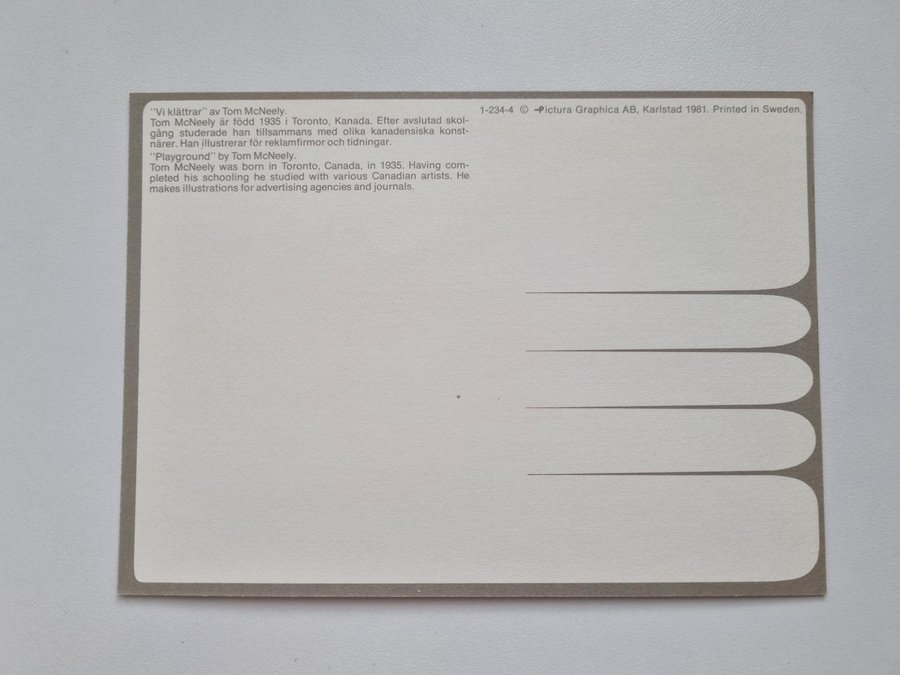 "Vi klättrar" av Tom McNeely.
Tom McNeely är född 1935 i Toronto, Kanada. Efter avslutad skol-
gång studerade han tillsammans med olika kanadensiska konst-
närer. Han illustrerar för reklamfirmor och tidningar.
"Playground" by Tom McNeely.
Tom McNeely was born in Toronto, Canada, in 1935. Having com-
pleted his schooling he studied with various Canadian artists. He
makes illustrations for advertising agencies and journals.
1-234-4 © Pictura Graphica AB, Karlstad 1981. Printed in Sweden.